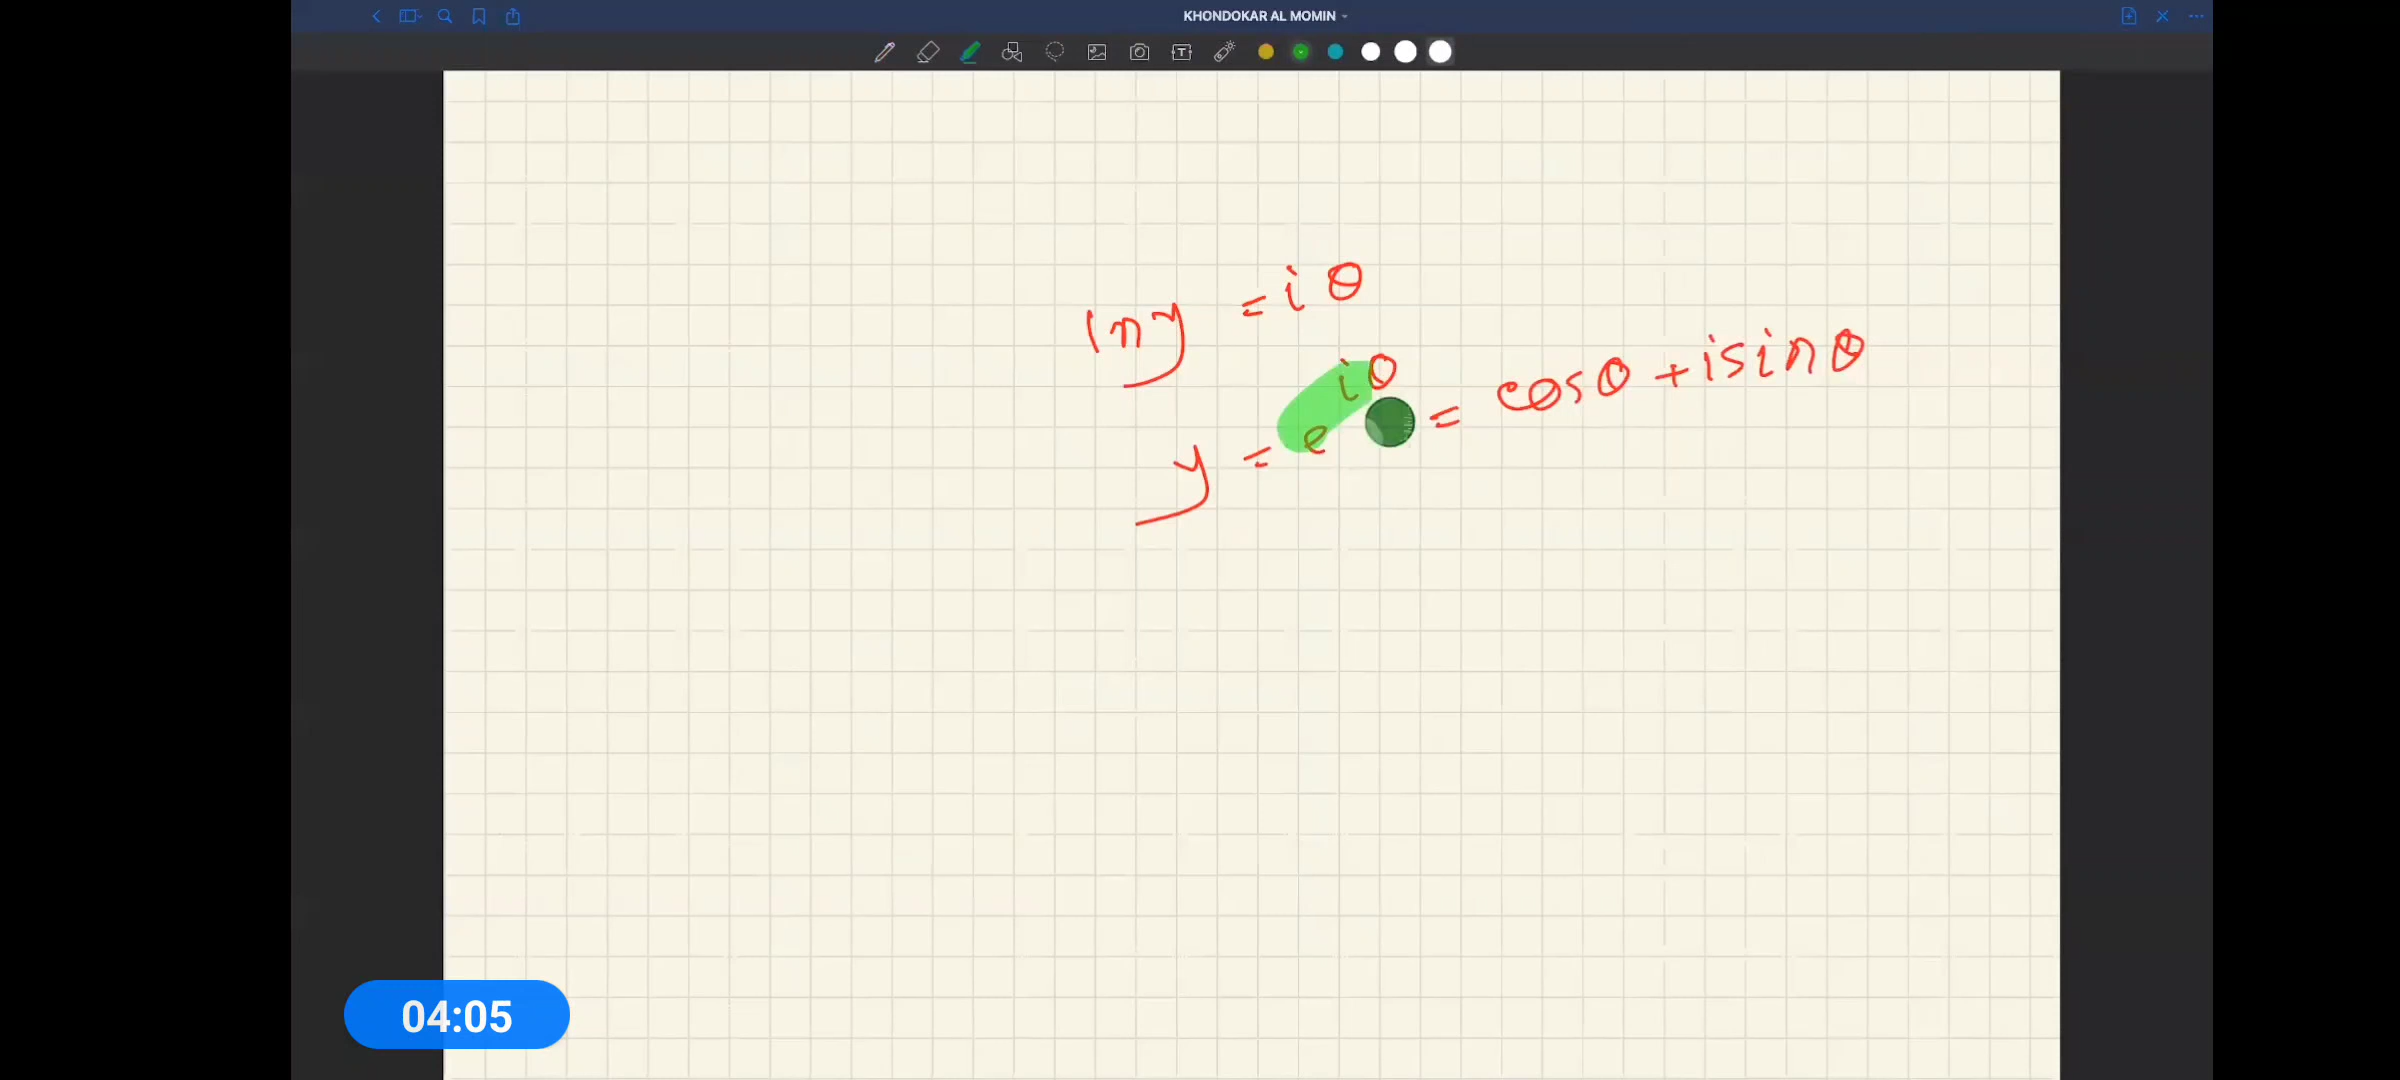 KHONDOKAR AL MOMIN
ln y = iθ
y = e^{iθ} = cosθ + isinθ
04:05